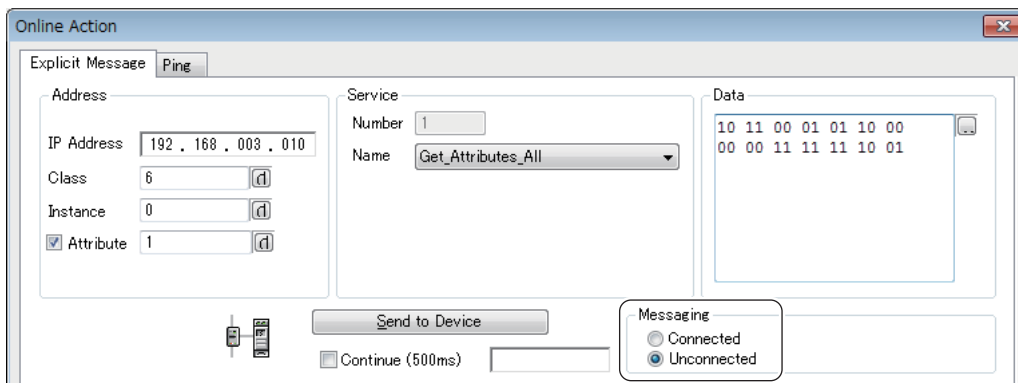 Online Action
Explicit Message Ping
Address
IP Address 192 . 168 . 003 . 010
Class 6 d
Instance 0 d
Attribute 1 d
Service
Number 1
Name Get_Attributes_All
Data
10 11 00 01 01 10 00
00 00 11 11 11 10 01
...
Send to Device
Continue (500ms)
Messaging
Connected
Unconnected